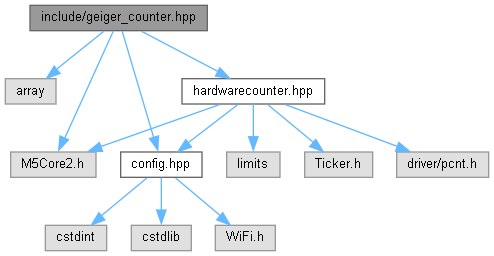 include/geiger_counter.hpp
array
hardwarecounter.hpp
M5Core2.h
config.hpp
limits
Ticker.h
driver/pcnt.h
cstdint
cstdlib
WiFi.h